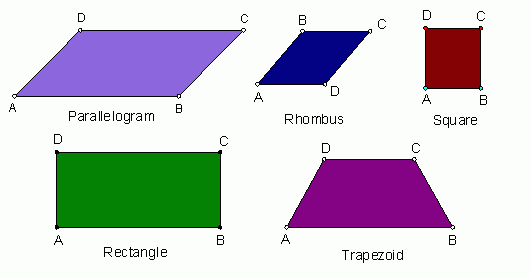 D C
A B
Parallelogram
B C
A D
Rhombus
D C
A B
Square
D C
A B
Rectangle
D C
A B
Trapezoid